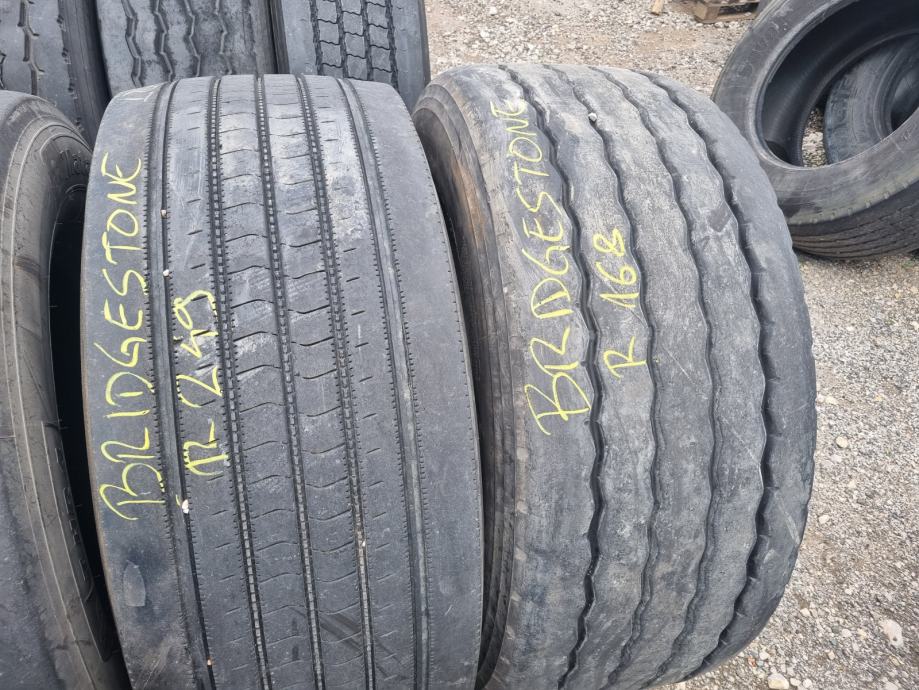 BRIDGESTONE
R 249
BRIDGESTONE
R 168